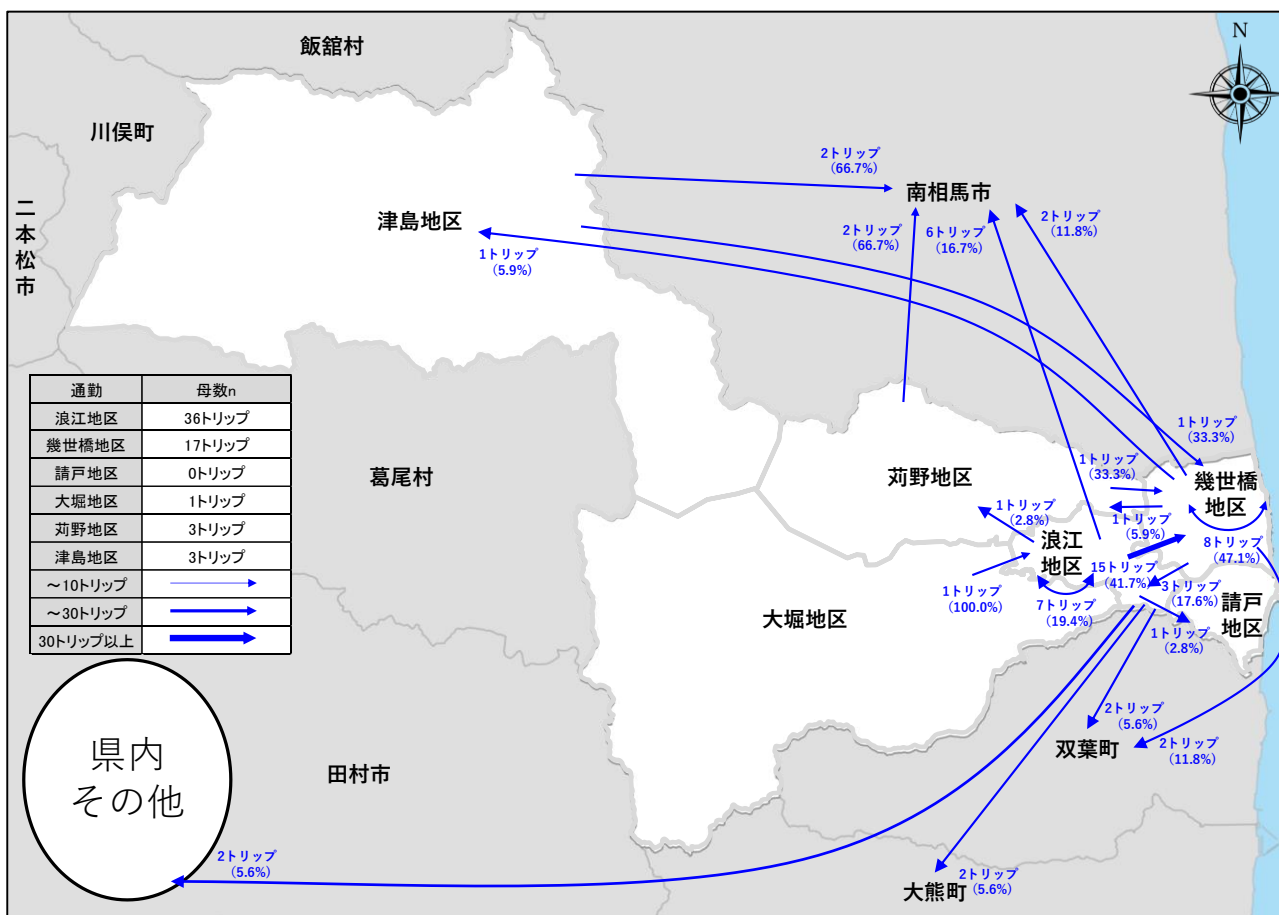 N
飯舘村
川俣町
二本松市
津島地区
2トリップ
(66.7%)
南相馬市
2トリップ
(66.7%)
6トリップ
(16.7%)
2トリップ
(11.8%)
1トリップ
(5.9%)
通勤 母数n
浪江地区 36トリップ
幾世橋地区 17トリップ
請戸地区 0トリップ
大堀地区 1トリップ
苅野地区 3トリップ
津島地区 3トリップ
～10トリップ
～30トリップ
30トリップ以上
葛尾村
苅野地区
1トリップ
(33.3%)
1トリップ
(33.3%)
幾世橋
地区
1トリップ
(2.8%)
浪江
地区
1トリップ
(5.9%)
8トリップ
(47.1%)
15トリップ
(41.7%)
3トリップ
(17.6%)
請戸
地区
1トリップ
(100.0%)
大堀地区
7トリップ
(19.4%)
1トリップ
(2.8%)
2トリップ
(5.6%)
双葉町
2トリップ
(11.8%)
県内
その他
田村市
2トリップ
(5.6%)
大熊町
2トリップ
(5.6%)